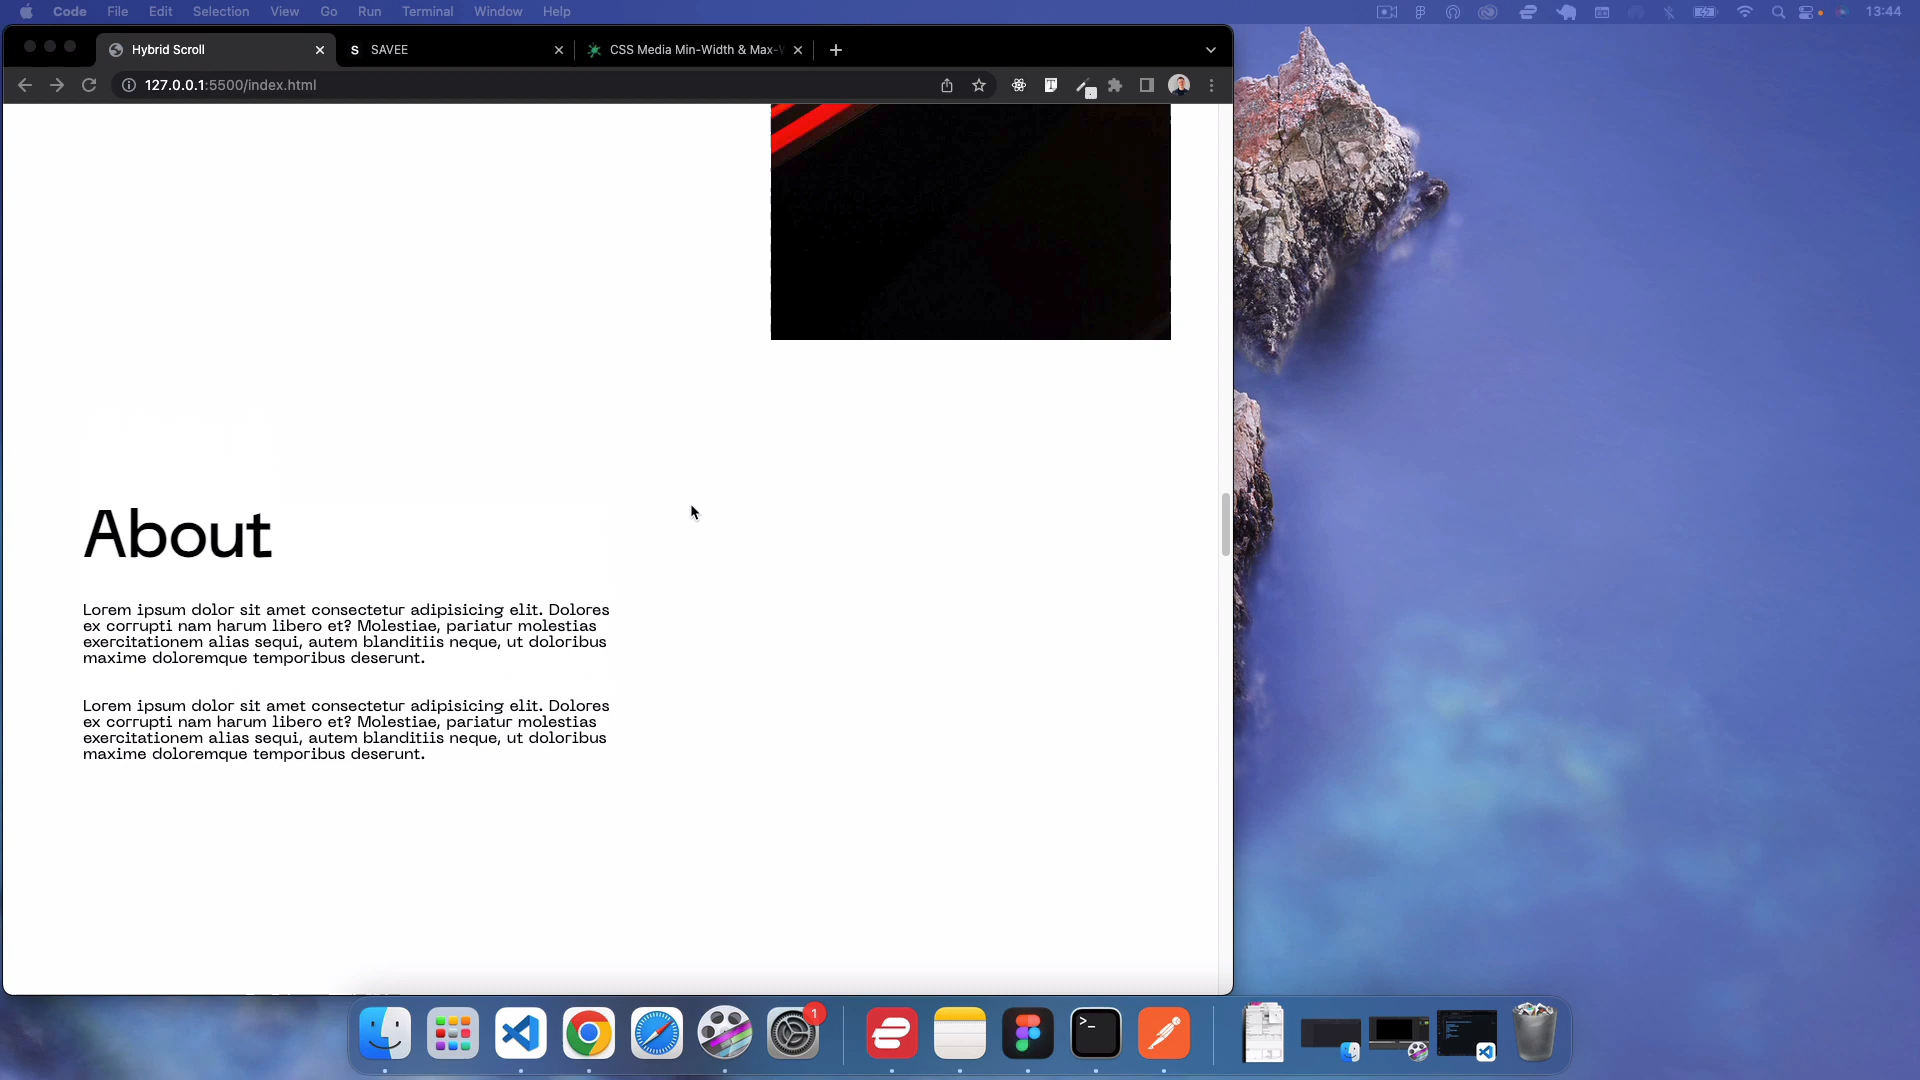 Code File Edit Selection View Go Run Terminal Window Help 13:44
Hybrid Scroll
S SAVEE
CSS Media Min-Width & Max-
127.0.0.1:5500/index.html
About
Lorem ipsum dolor sit amet consectetur adipisicing elit. Dolores
ex corrupti nam harum libero et? Molestiae, pariatur molestias
exercitationem alias sequi, autem blanditiis neque, ut doloribus
maxime doloremque temporibus deserunt.
Lorem ipsum dolor sit amet consectetur adipisicing elit. Dolores
ex corrupti nam harum libero et? Molestiae, pariatur molestias
exercitationem alias sequi, autem blanditiis neque, ut doloribus
maxime doloremque temporibus deserunt.
1
>_